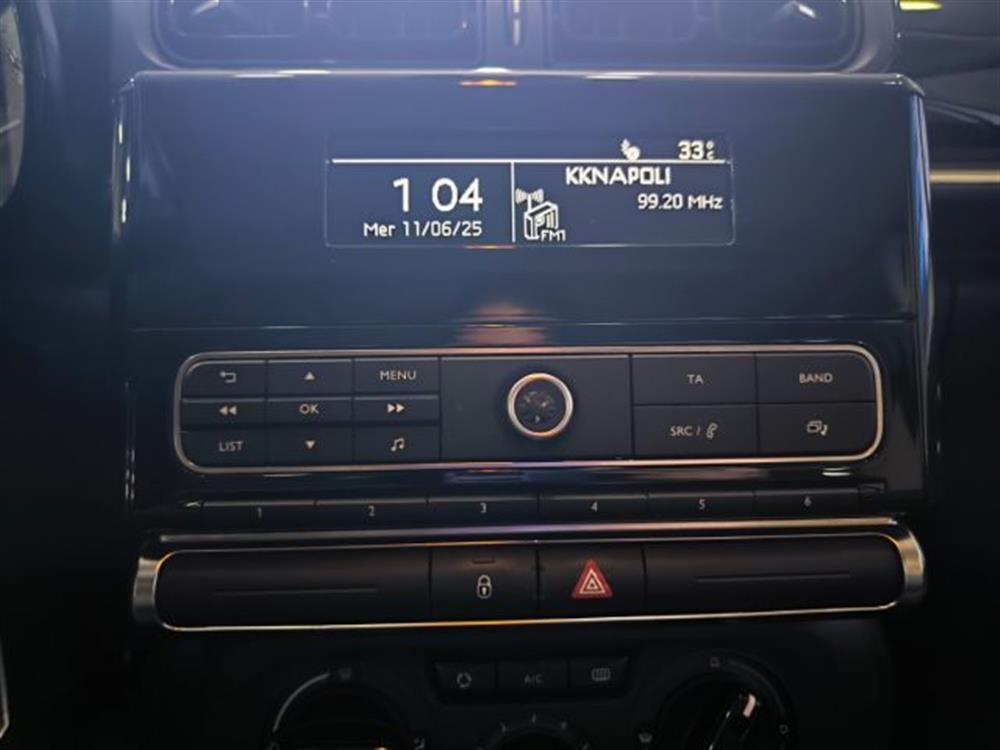 33°C
1 04
Mer 11/06/25
KKNAPOLI
99.20 MHz
FM1
MENU
OK
LIST
TA
BAND
SRC /
1 2 3 4 5 6
A/C